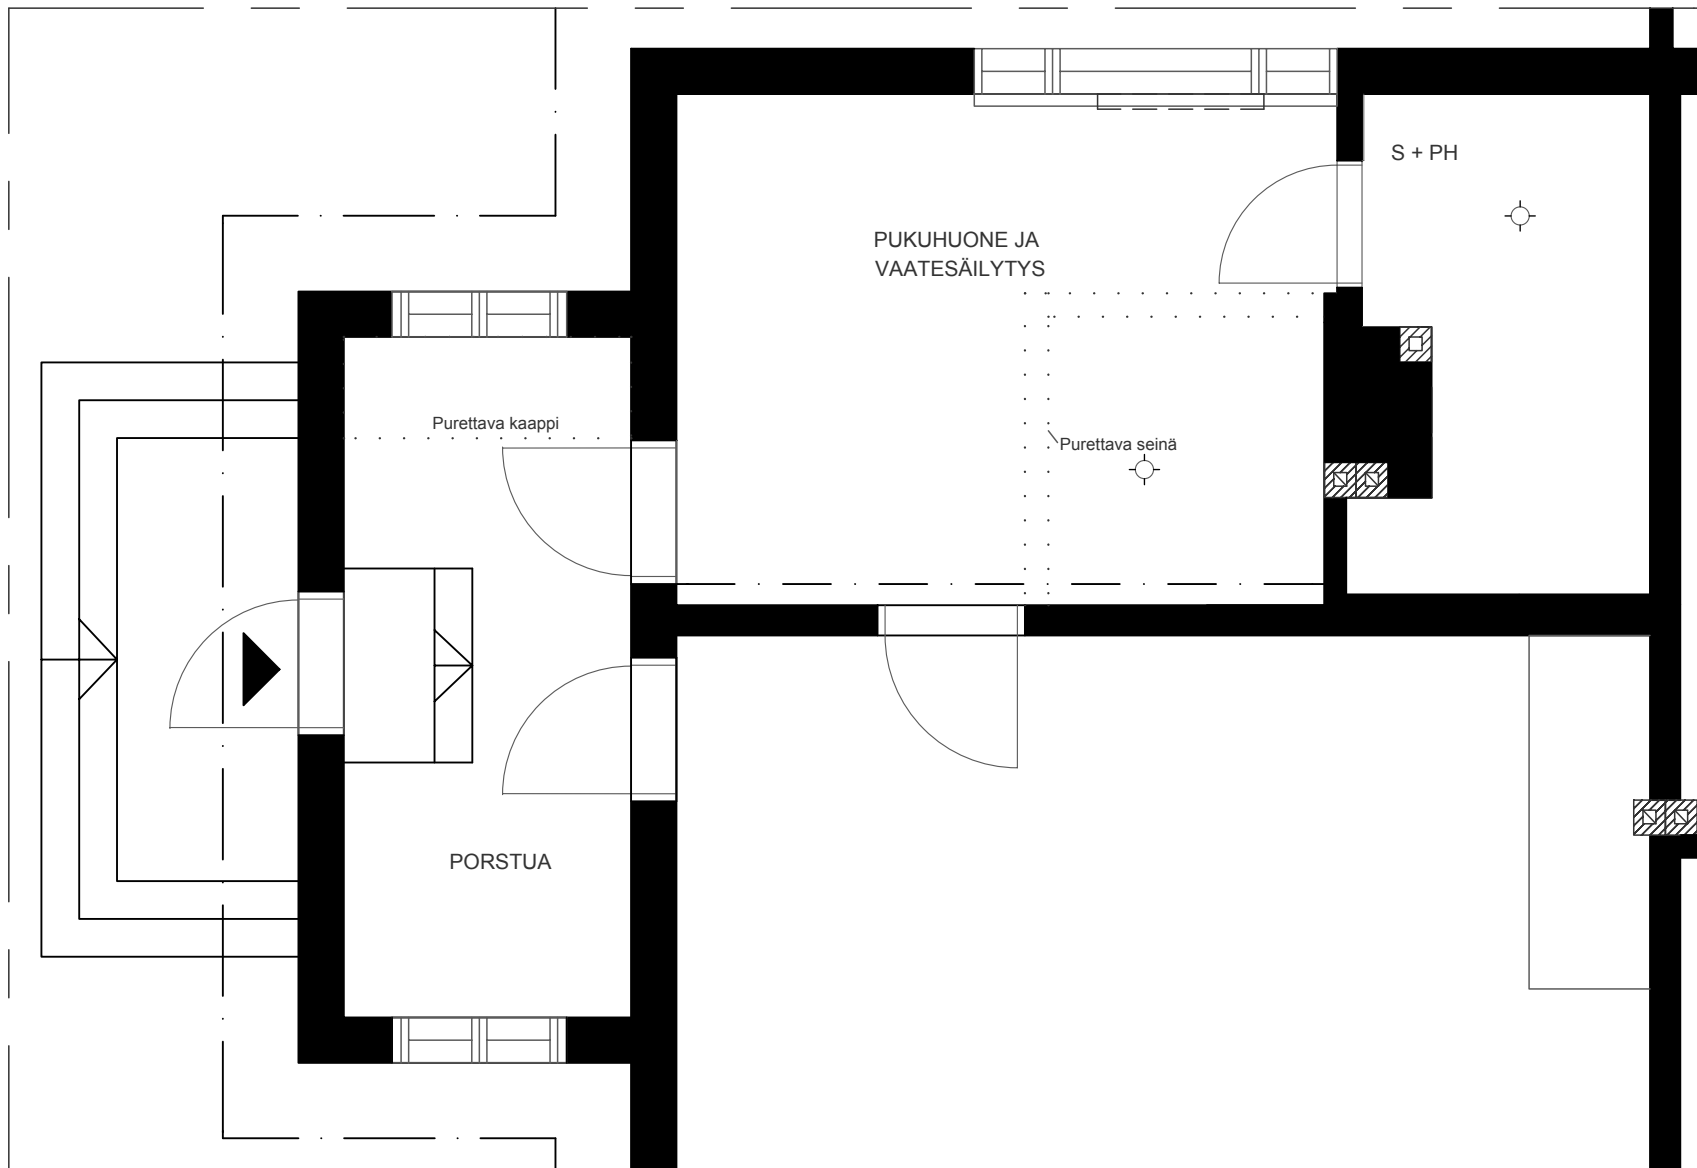 S + PH
PUKUHUONE JA
VAATESÄILYTYS
Purettava kaappi
Purettava seinä
PORSTUA